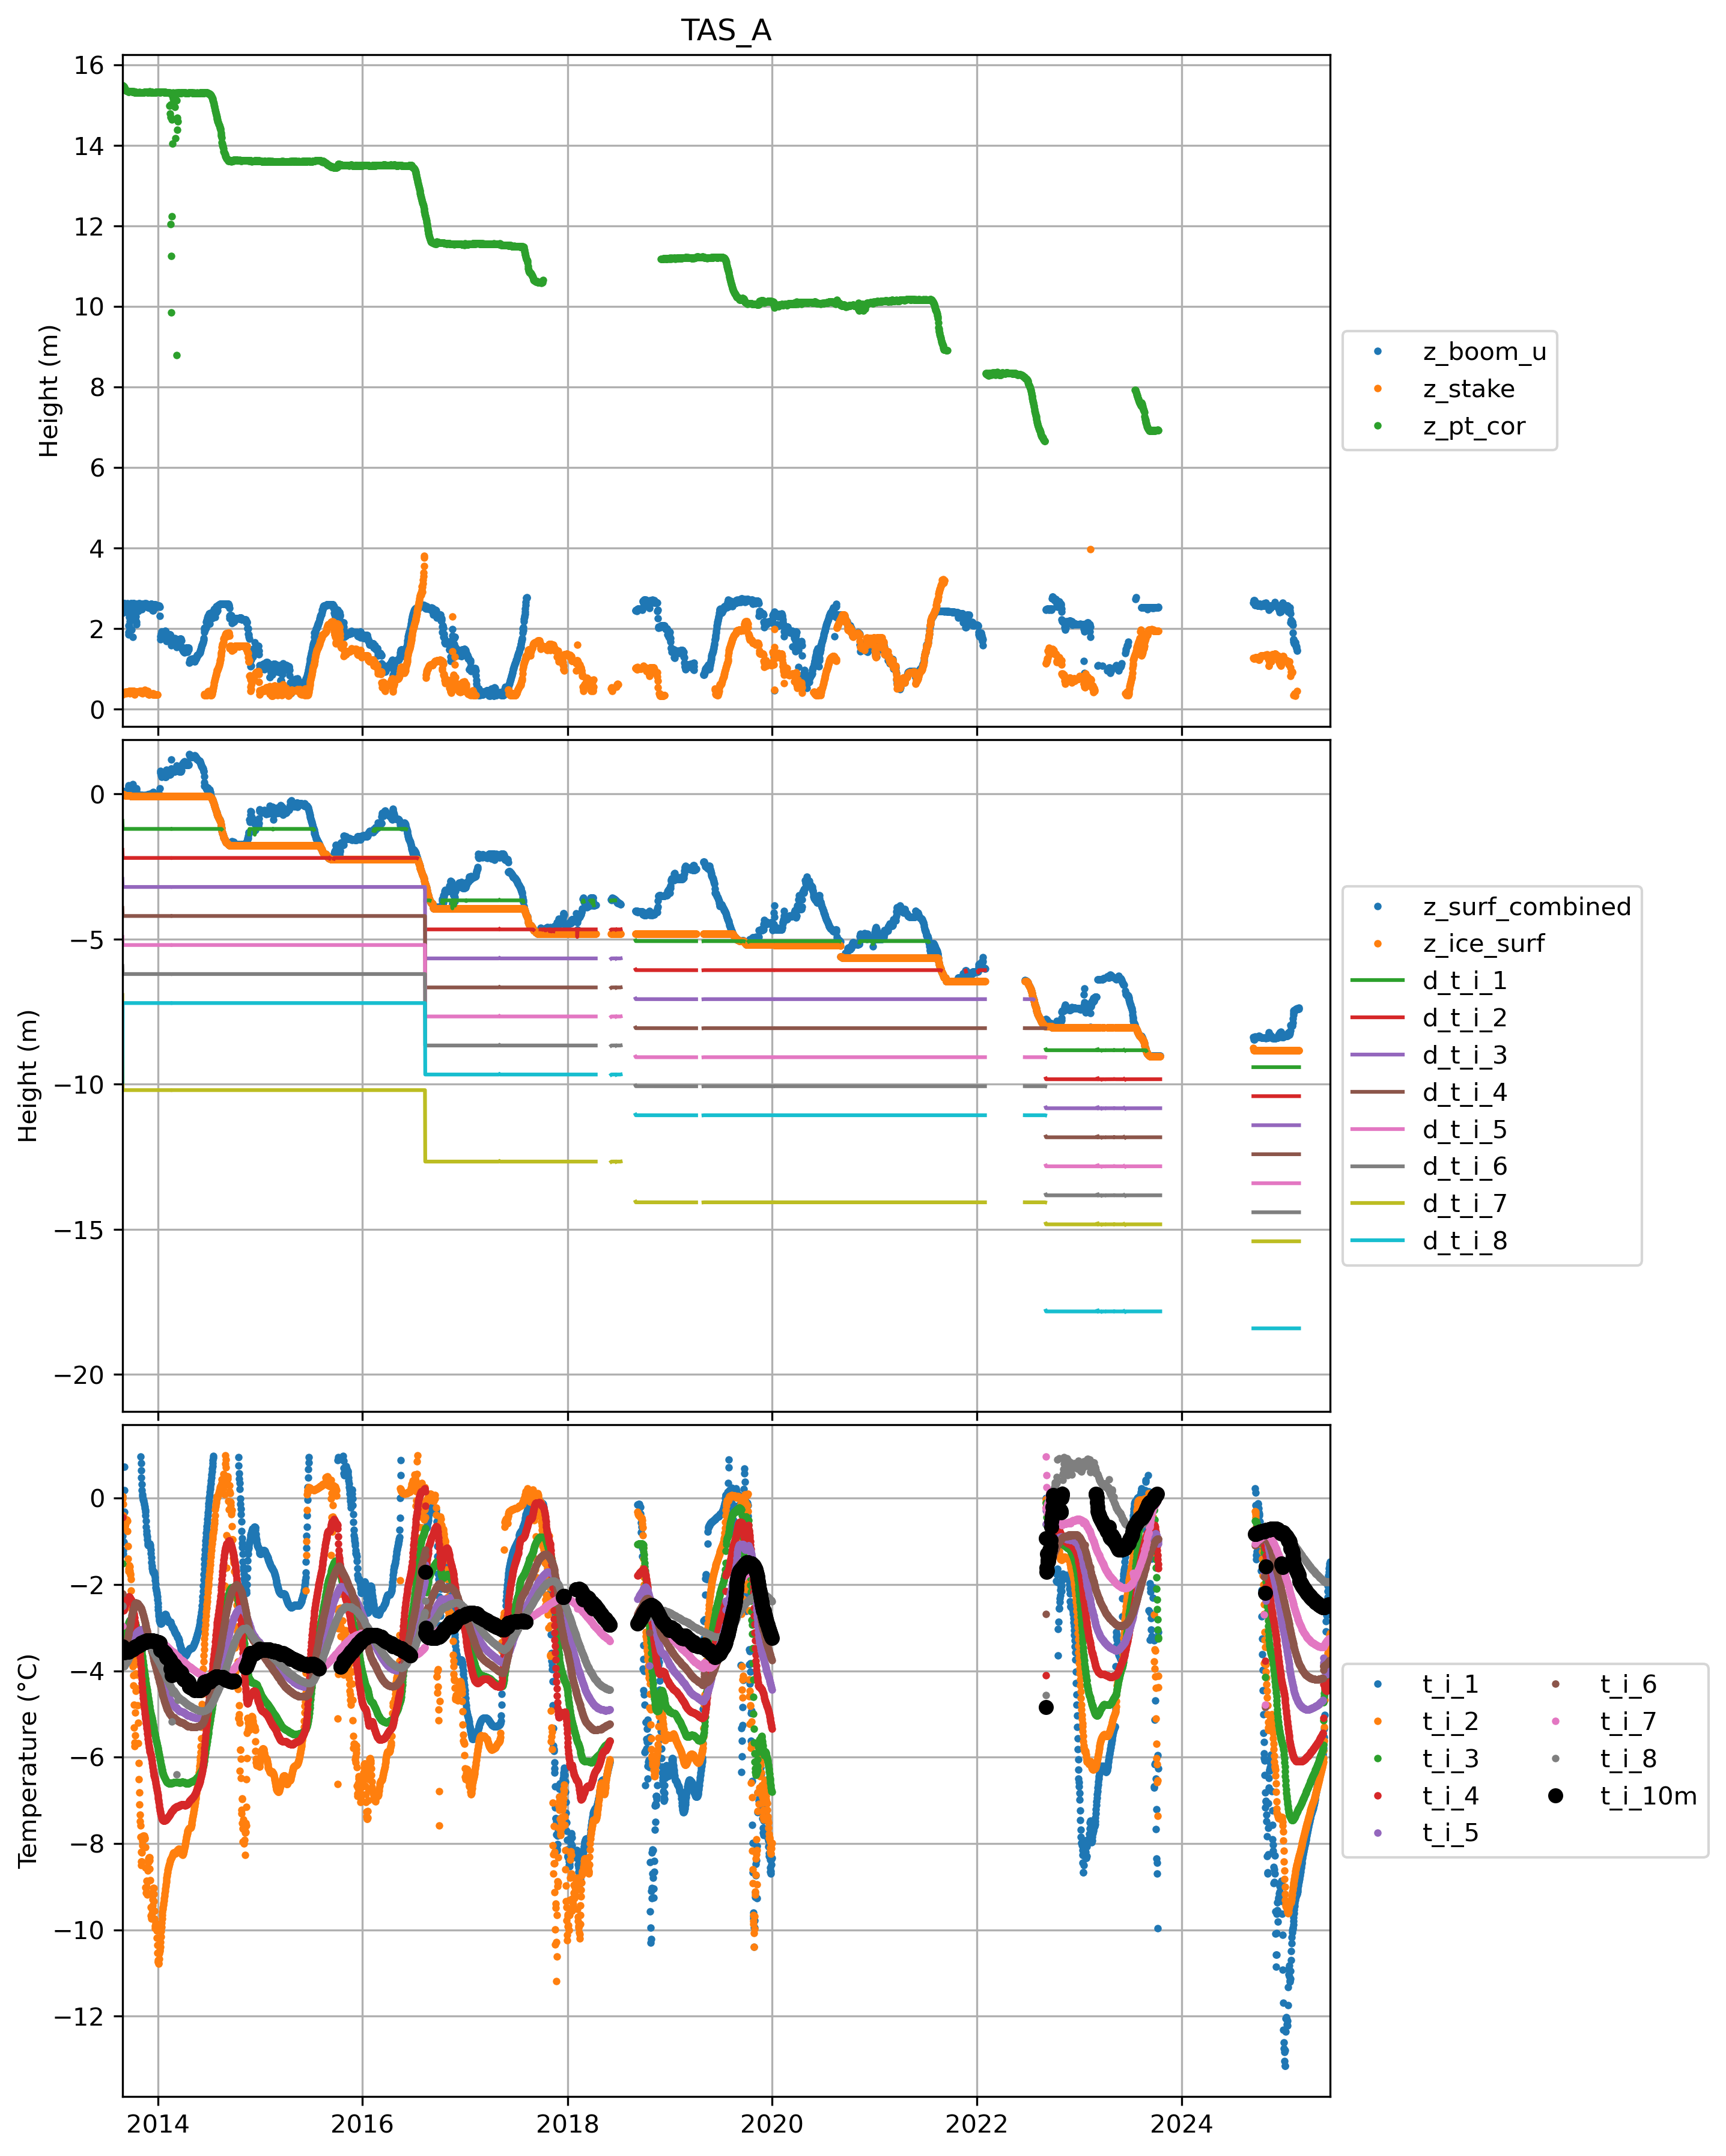 TAS_A
16
14
12
10
8
6
4
2
0
Height (m)
z_boom_u
z_stake
z_pt_cor
0
−5
−10
−15
−20
Height (m)
z_surf_combined
z_ice_surf
d_t_i_1
d_t_i_2
d_t_i_3
d_t_i_4
d_t_i_5
d_t_i_6
d_t_i_7
d_t_i_8
0
−2
−4
−6
−8
−10
−12
Temperature (°C)
t_i_1
t_i_2
t_i_3
t_i_4
t_i_5
t_i_6
t_i_7
t_i_8
t_i_10m
2014 2016 2018 2020 2022 2024